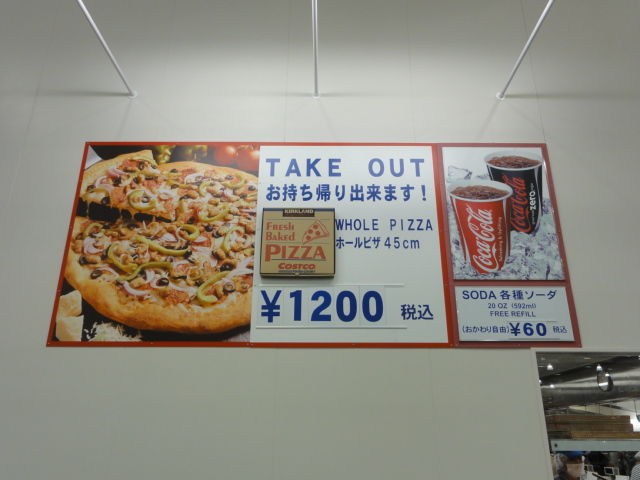 TAKE OUT
お持ち帰り出来ます！
KIRKLAND
FRESH BAKED
PIZZA
COSTCO
WHOLE PIZZA
ホールピザ 45cm
¥1200 税込
Coca-Cola
Coca-Cola
zero
SODA 各種ソーダ
20 OZ (592ml)
FREE REFILL
(おかわり自由) ¥60 税込